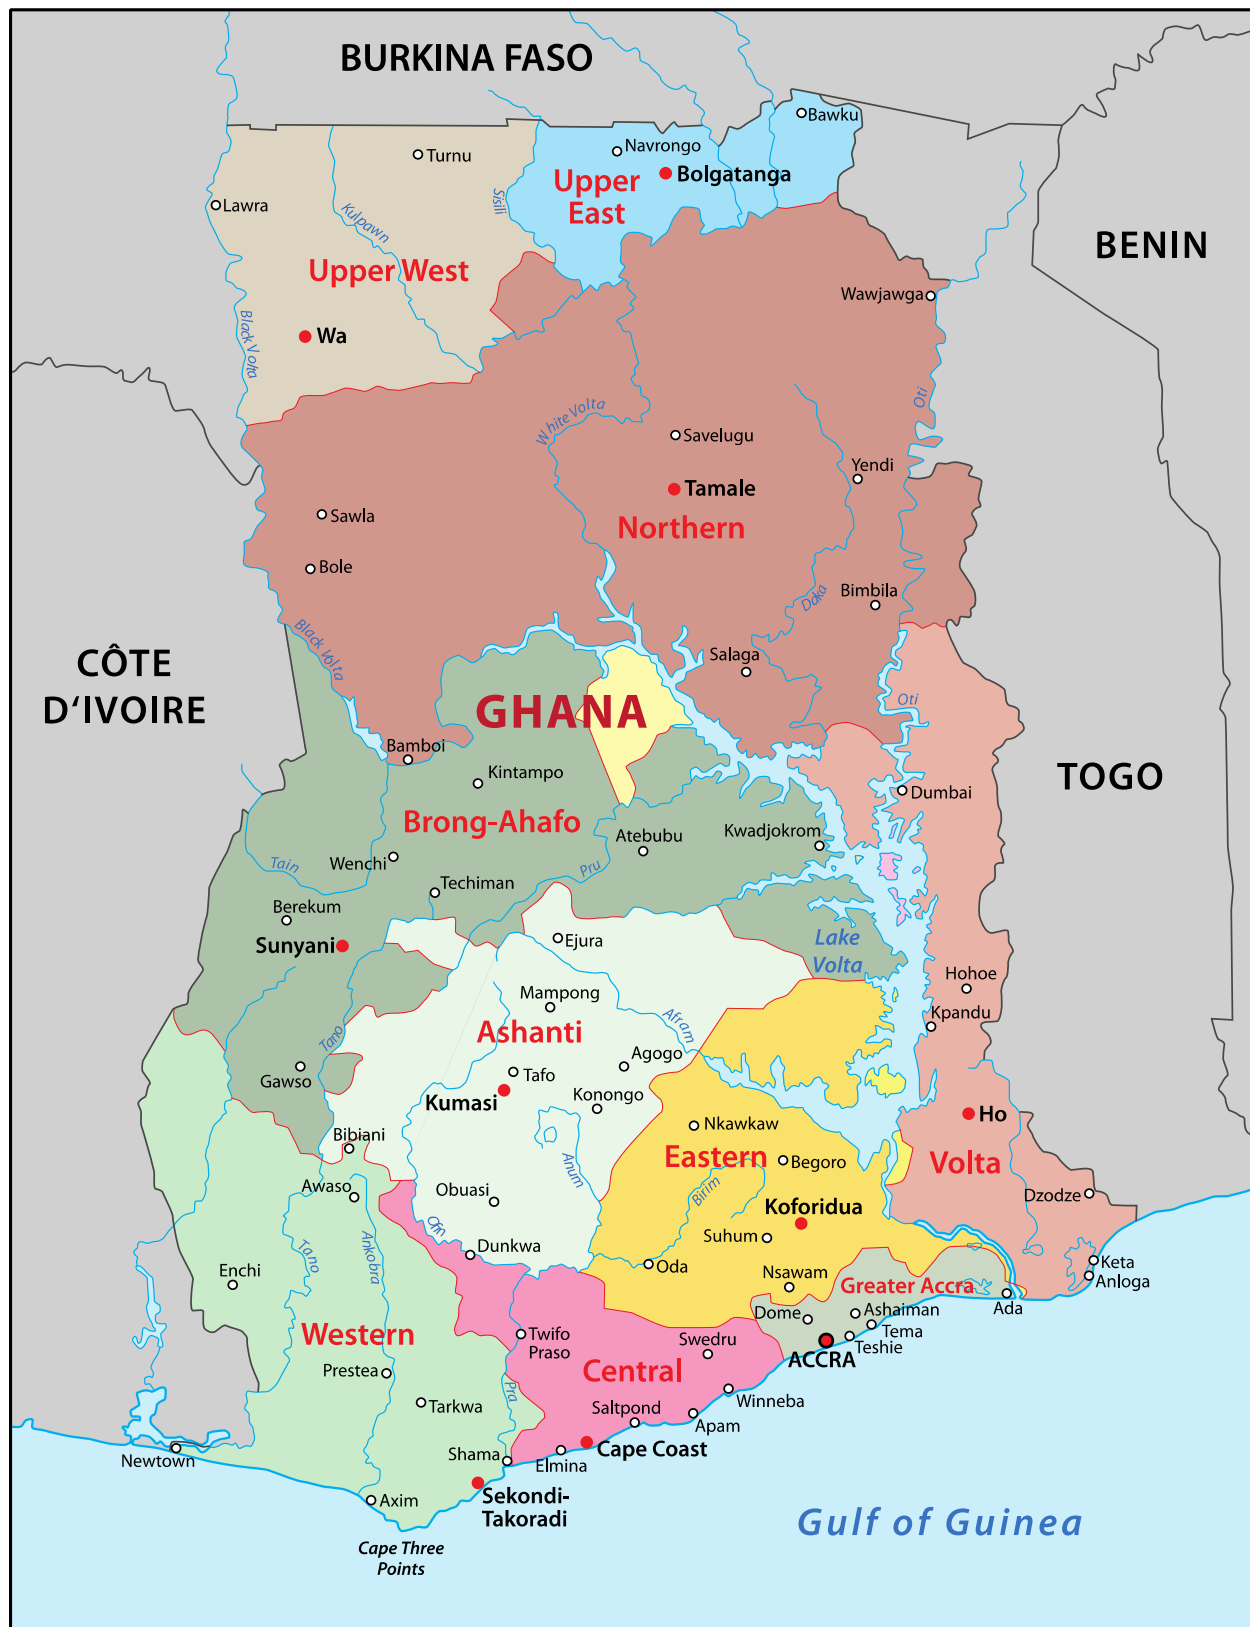 BURKINA FASO
Bawku
Navrongo
Turnu
Bolgatanga
Upper
East
Sisili
Lawra
Kulpawn
BENIN
Upper West
Wawjawga
Black Volta
Wa
Oti
White Volta
Savelugu
Yendi
Tamale
Sawla
Northern
Bole
Bimbila
Daka
Black Volta
CÔTE
D‘IVOIRE
Salaga
GHANA
Oti
Bamboi
Kintampo
TOGO
Dumbai
Brong-Ahafo
Atebubu
Kwadjokrom
Wenchi
Tain
Pru
Techiman
Berekum
Sunyani
Ejura
Lake
Volta
Hohoe
Mampong
Kpandu
Ashanti
Afram
Tano
Agogo
Gawso
Tafo
Kumasi
Konongo
Ho
Nkawkaw
Bibiani
Eastern
Begoro
Volta
Anum
Awaso
Obuasi
Birim
Dzodze
Koforidua
Ofin
Suhum
Dunkwa
Tano
Ankobra
Enchi
Oda
Nsawam
Keta
Anloga
Greater Accra
Ada
Dome
Ashaiman
Tema
Teshie
ACCRA
Western
Twifo
Praso
Swedru
Prestea
Central
Pra
Winneba
Tarkwa
Saltpond
Apam
Shama
Elmina
Cape Coast
Newtown
Axim
Sekondi-
Takoradi
Gulf of Guinea
Cape Three
Points